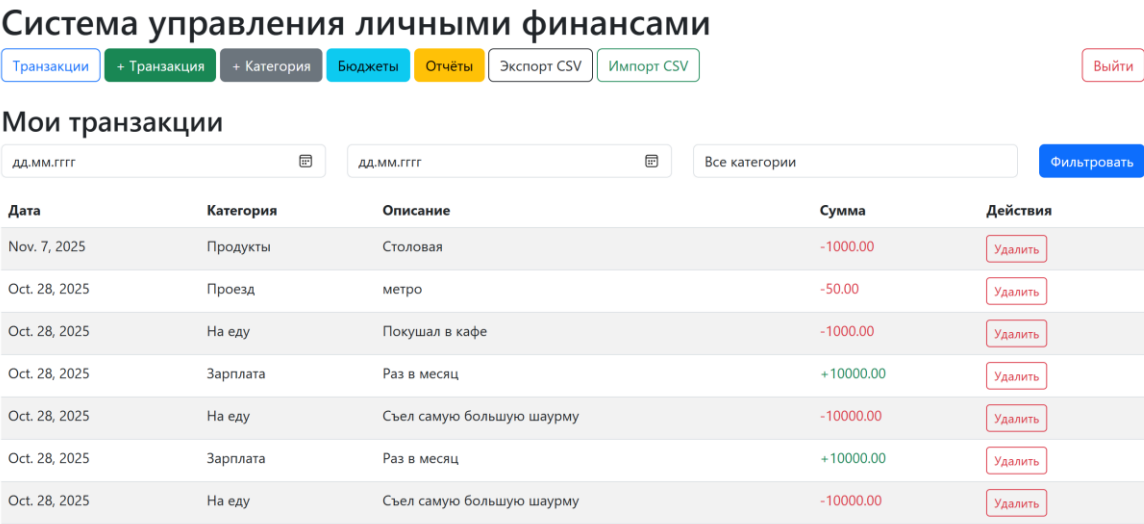 Система управления личными финансами
Транзакции + Транзакция + Категория Бюджеты Отчёты Экспорт CSV Импорт CSV Выйти
Мои транзакции
дд.мм.гггг дд.мм.гггг Все категории Фильтровать
Дата Категория Описание Сумма Действия
Nov. 7, 2025 Продукты Столовая -1000.00 Удалить
Oct. 28, 2025 Проезд метро -50.00 Удалить
Oct. 28, 2025 На еду Покушал в кафе -1000.00 Удалить
Oct. 28, 2025 Зарплата Раз в месяц +10000.00 Удалить
Oct. 28, 2025 На еду Съел самую большую шаурму -10000.00 Удалить
Oct. 28, 2025 Зарплата Раз в месяц +10000.00 Удалить
Oct. 28, 2025 На еду Съел самую большую шаурму -10000.00 Удалить